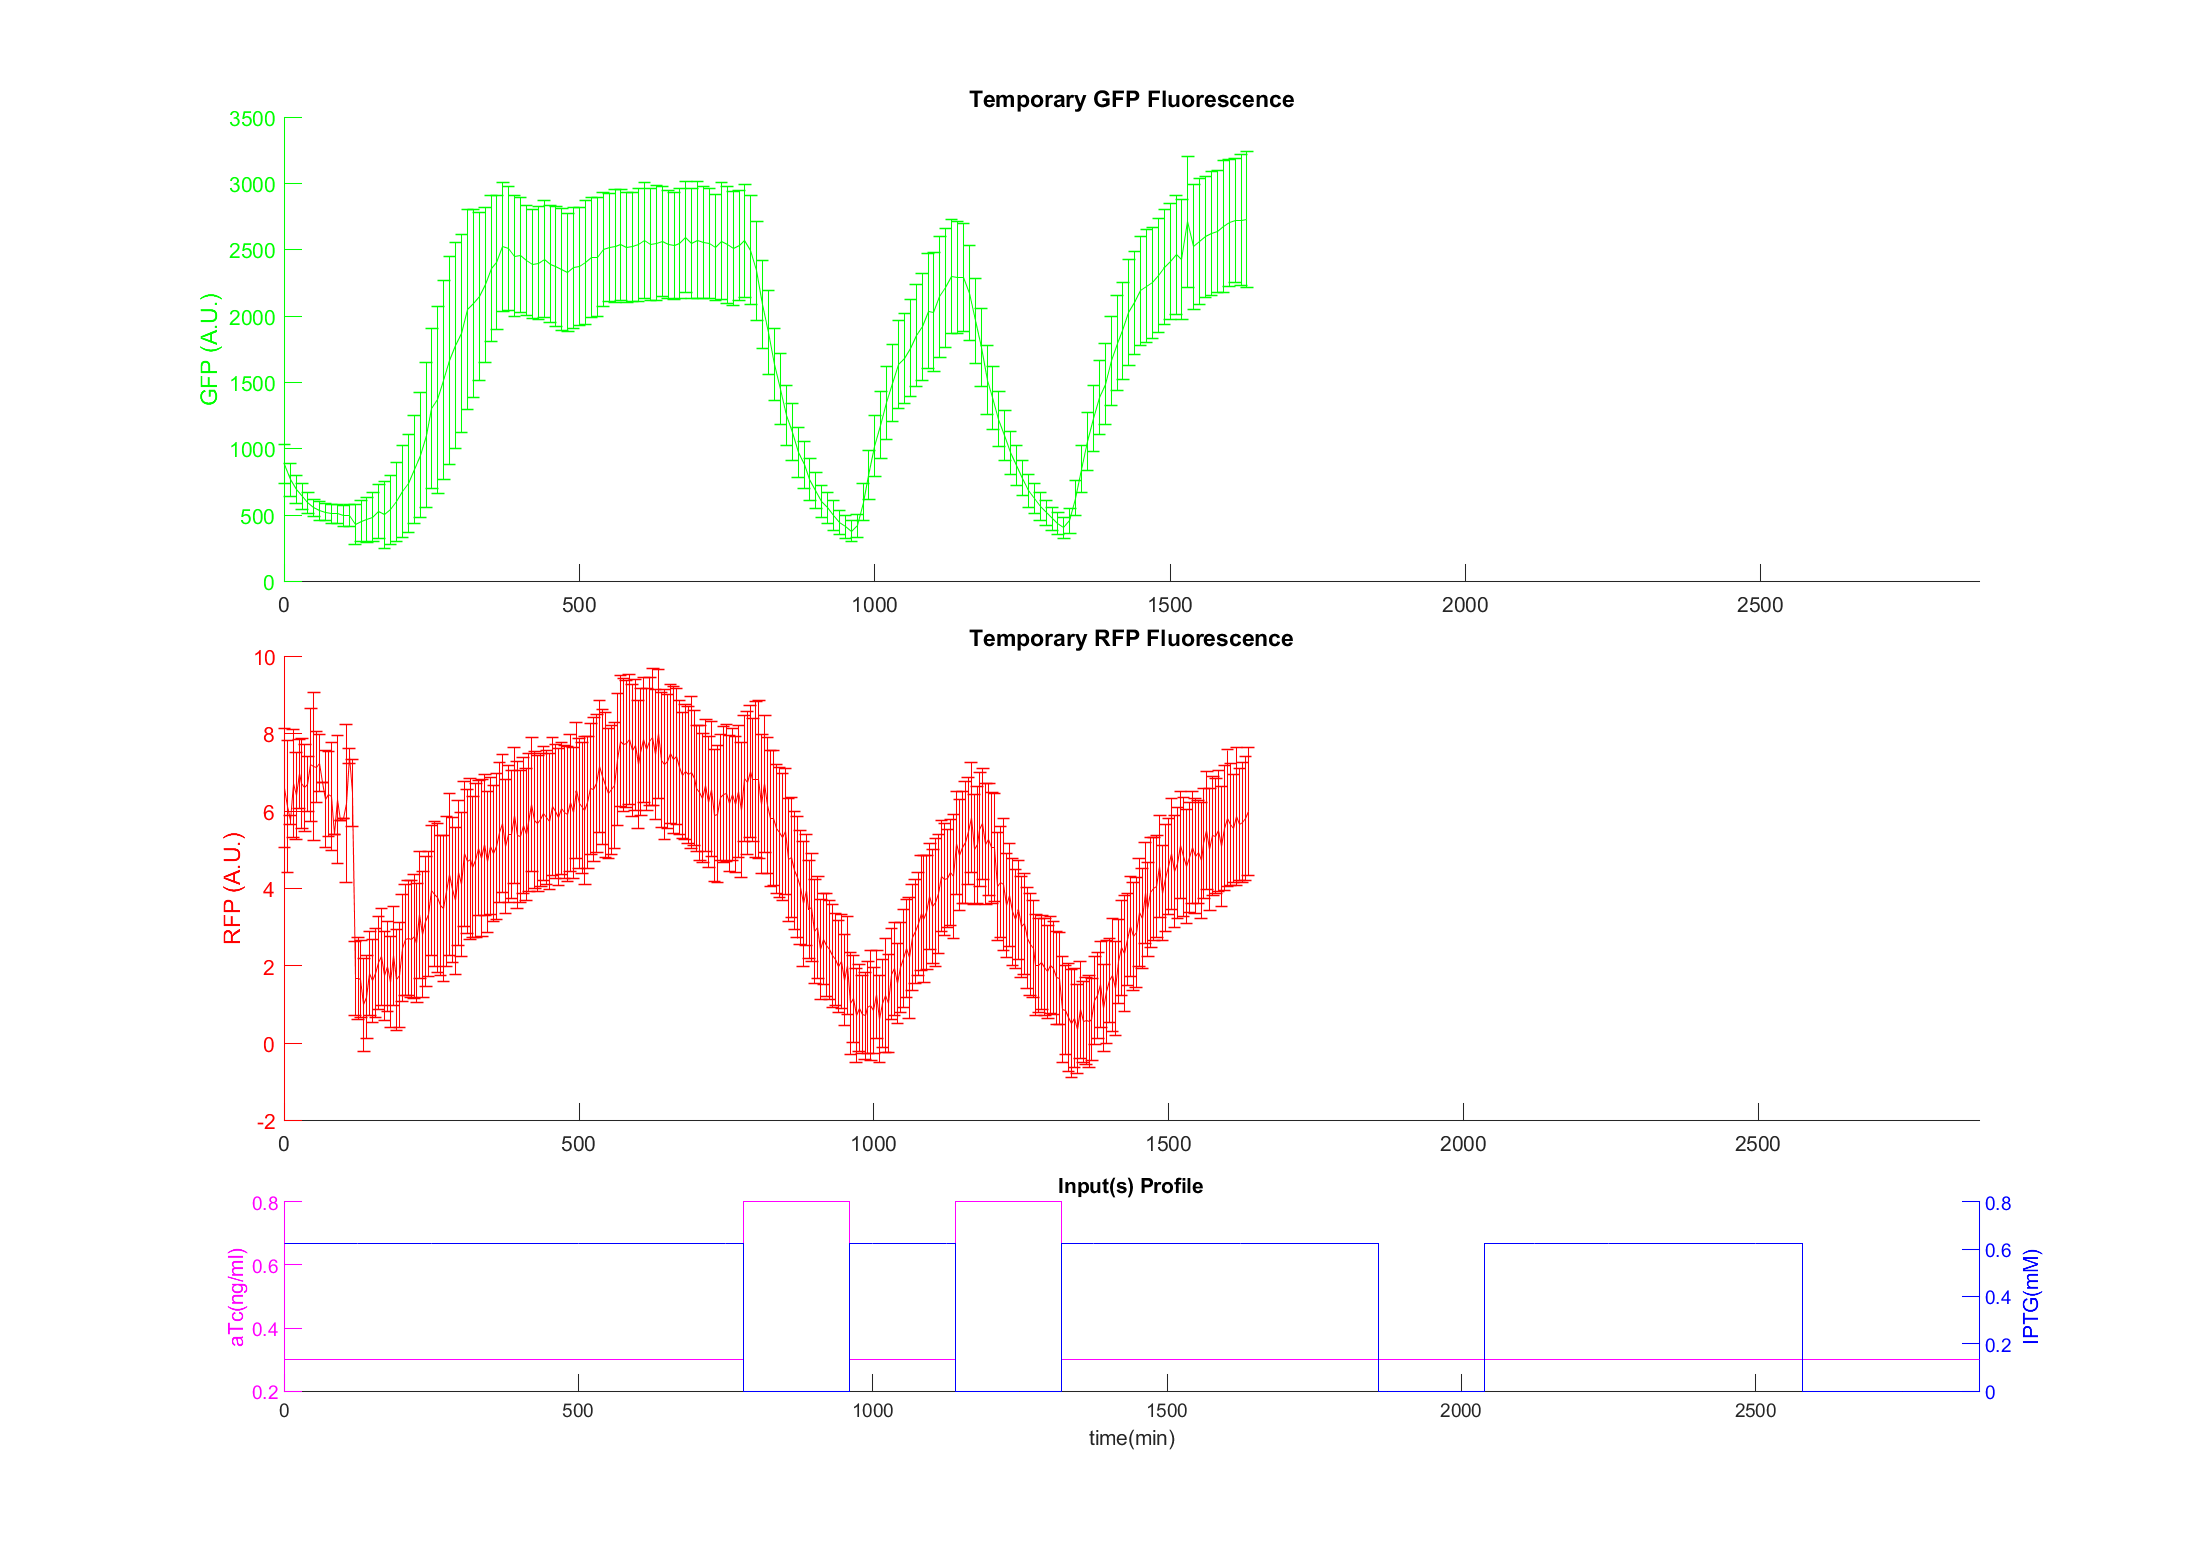 Temporary GFP Fluorescence
GFP (A.U.)
3500
3000
2500
2000
1500
1000
500
0
0 500 1000 1500 2000 2500
Temporary RFP Fluorescence
RFP (A.U.)
10
8
6
4
2
0
-2
0 500 1000 1500 2000 2500
Input(s) Profile
aTc(ng/ml)
0.8
0.6
0.4
0.2
0.8
0.6
0.4
0.2
0
IPTG(mM)
0 500 1000 1500 2000 2500
time(min)